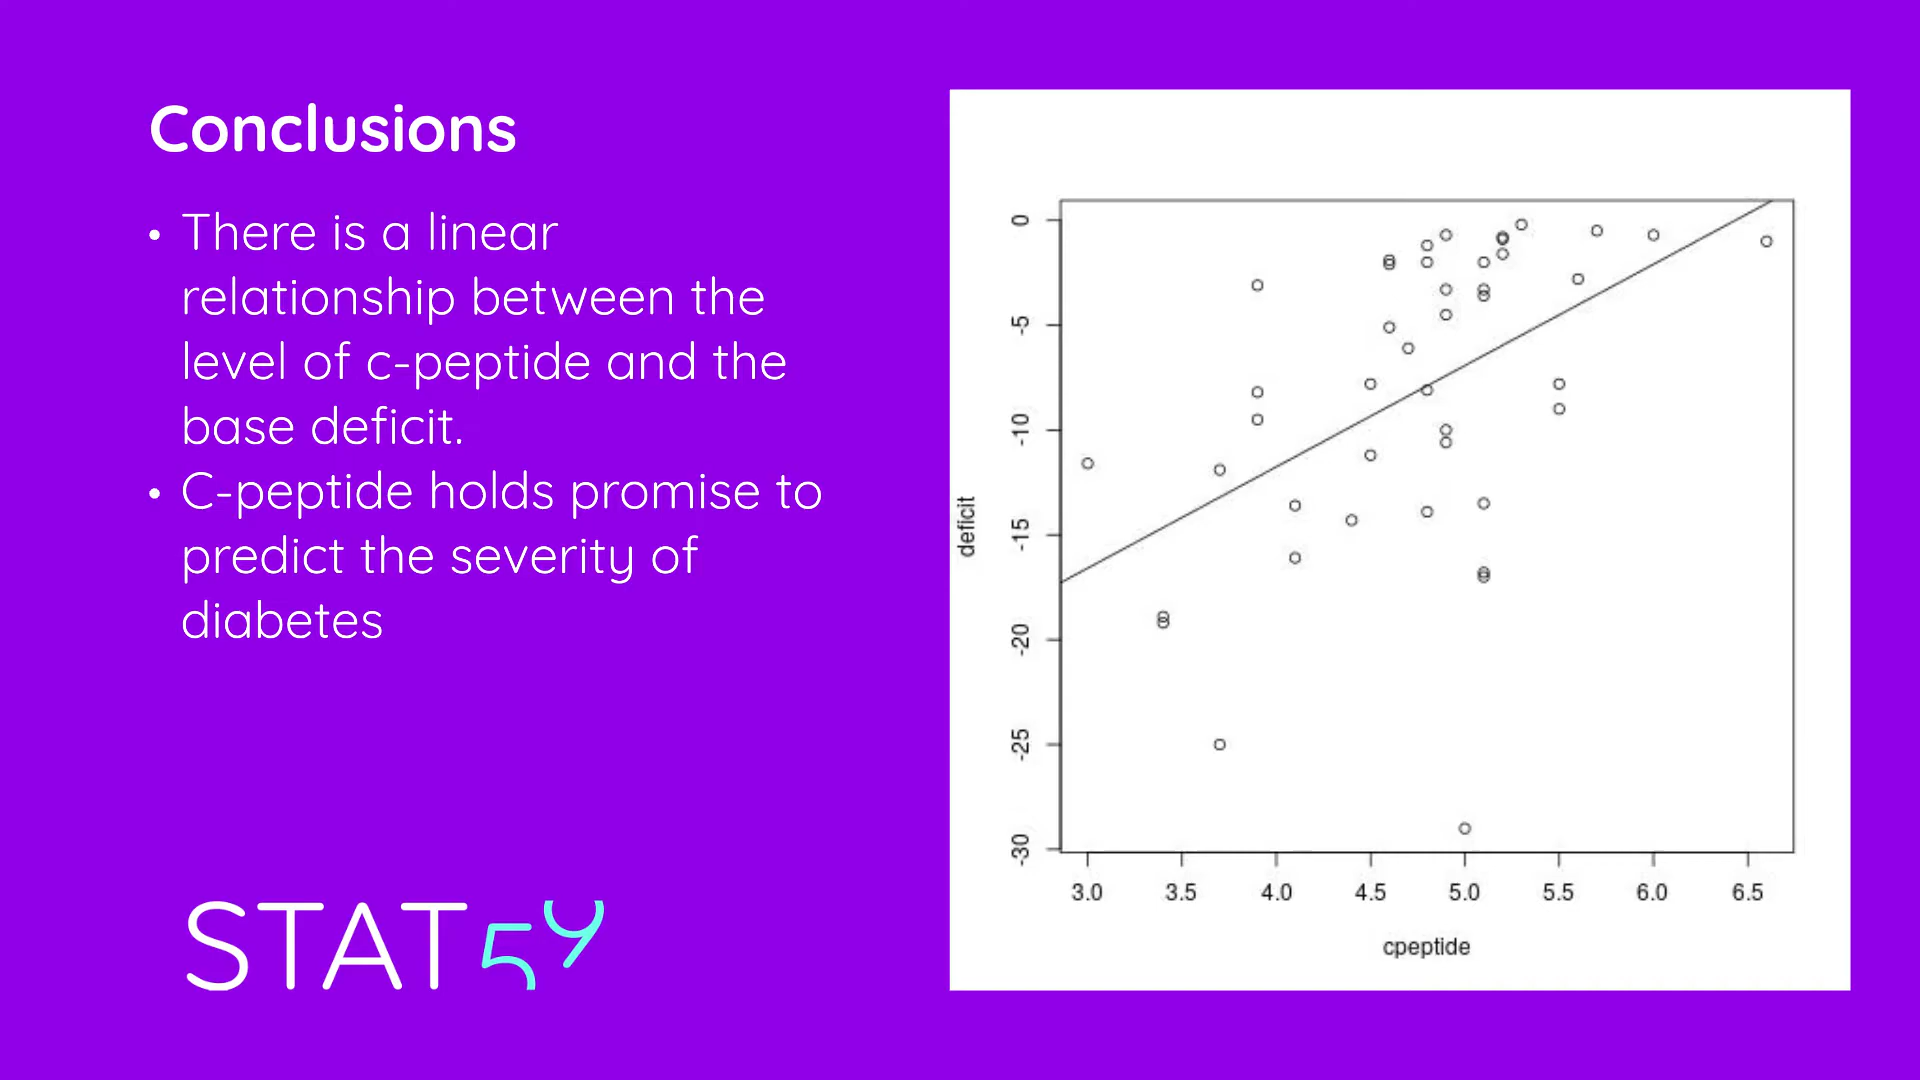 Conclusions
• There is a linear
relationship between the
level of c-peptide and the
base deficit.
• C-peptide holds promise to
predict the severity of
diabetes
STAT59
deficit
0
-5
-10
-15
-20
-25
-30
3.0 3.5 4.0 4.5 5.0 5.5 6.0 6.5
cpeptide